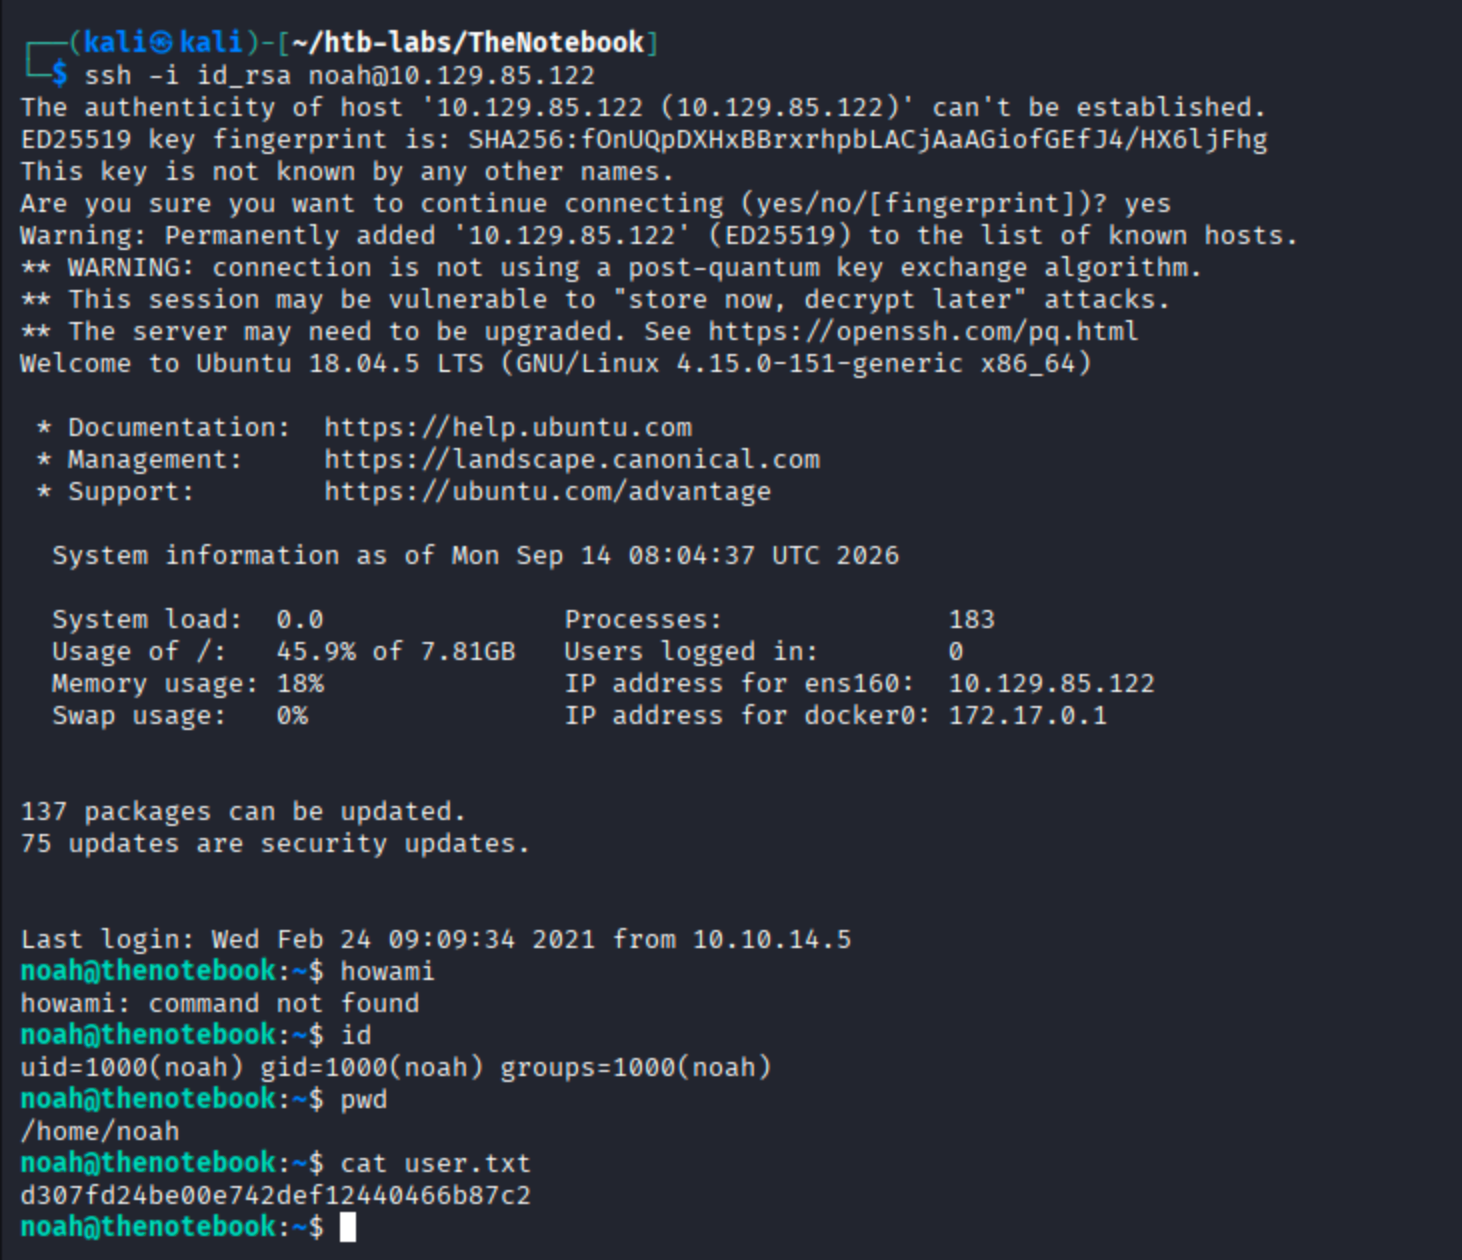 ┌──(kali㉿kali)-[~/htb-labs/TheNotebook]
└─$ ssh -i id_rsa noah@10.129.85.122
The authenticity of host '10.129.85.122 (10.129.85.122)' can't be established.
ED25519 key fingerprint is: SHA256:fOnUQpDXHxBBrxrhpbLACjAaAGiofGEfJ4/HX6ljFhg
This key is not known by any other names.
Are you sure you want to continue connecting (yes/no/[fingerprint])? yes
Warning: Permanently added '10.129.85.122' (ED25519) to the list of known hosts.
** WARNING: connection is not using a post-quantum key exchange algorithm.
** This session may be vulnerable to "store now, decrypt later" attacks.
** The server may need to be upgraded. See https://openssh.com/pq.html
Welcome to Ubuntu 18.04.5 LTS (GNU/Linux 4.15.0-151-generic x86_64)
* Documentation:  https://help.ubuntu.com
* Management:     https://landscape.canonical.com
* Support:        https://ubuntu.com/advantage
System information as of Mon Sep 14 08:04:37 UTC 2026
System load:  0.0               Processes:              183
Usage of /:   45.9% of 7.81GB   Users logged in:        0
Memory usage: 18%               IP address for ens160:  10.129.85.122
Swap usage:   0%                IP address for docker0: 172.17.0.1
137 packages can be updated.
75 updates are security updates.
Last login: Wed Feb 24 09:09:34 2021 from 10.10.14.5
noah@thenotebook:~$ howami
howami: command not found
noah@thenotebook:~$ id
uid=1000(noah) gid=1000(noah) groups=1000(noah)
noah@thenotebook:~$ pwd
/home/noah
noah@thenotebook:~$ cat user.txt
d307fd24be00e742def12440466b87c2
noah@thenotebook:~$